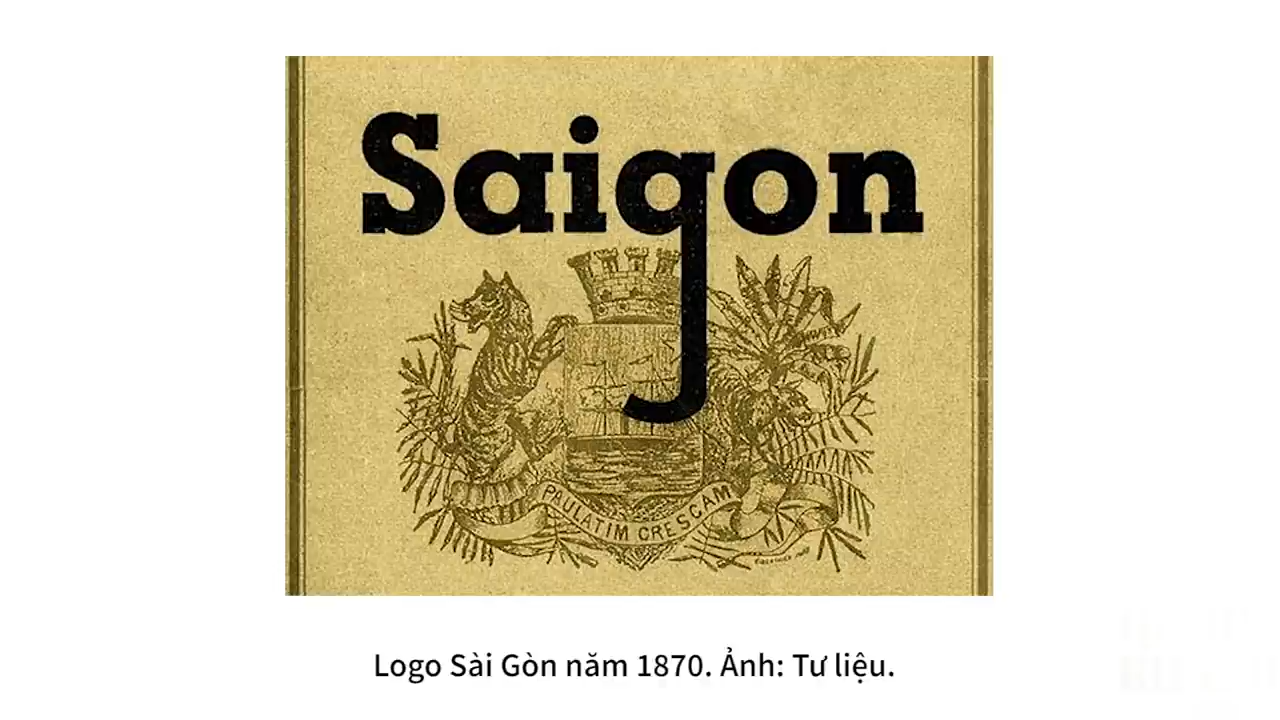 Saigon
PAULATIM CRESCAM
Logo Sài Gòn năm 1870. Ảnh: Tư liệu.